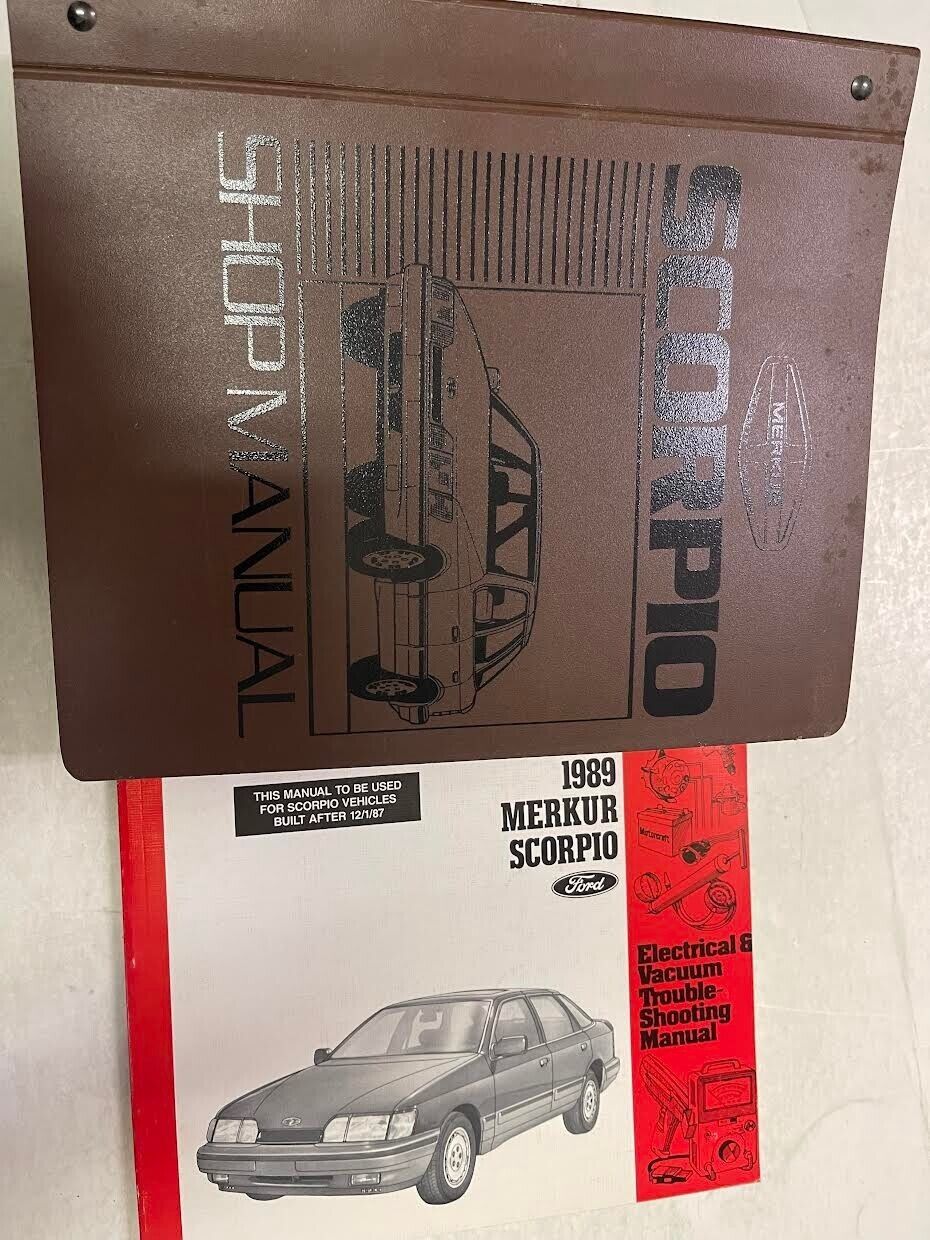 MERKUR
SCORPIO
SHOP MANUAL
THIS MANUAL TO BE USED
FOR SCORPIO VEHICLES
BUILT AFTER 12/1/87
1989
MERKUR
SCORPIO
Ford
Motorcraft
Electrical &
Vacuum
Trouble-
Shooting
Manual